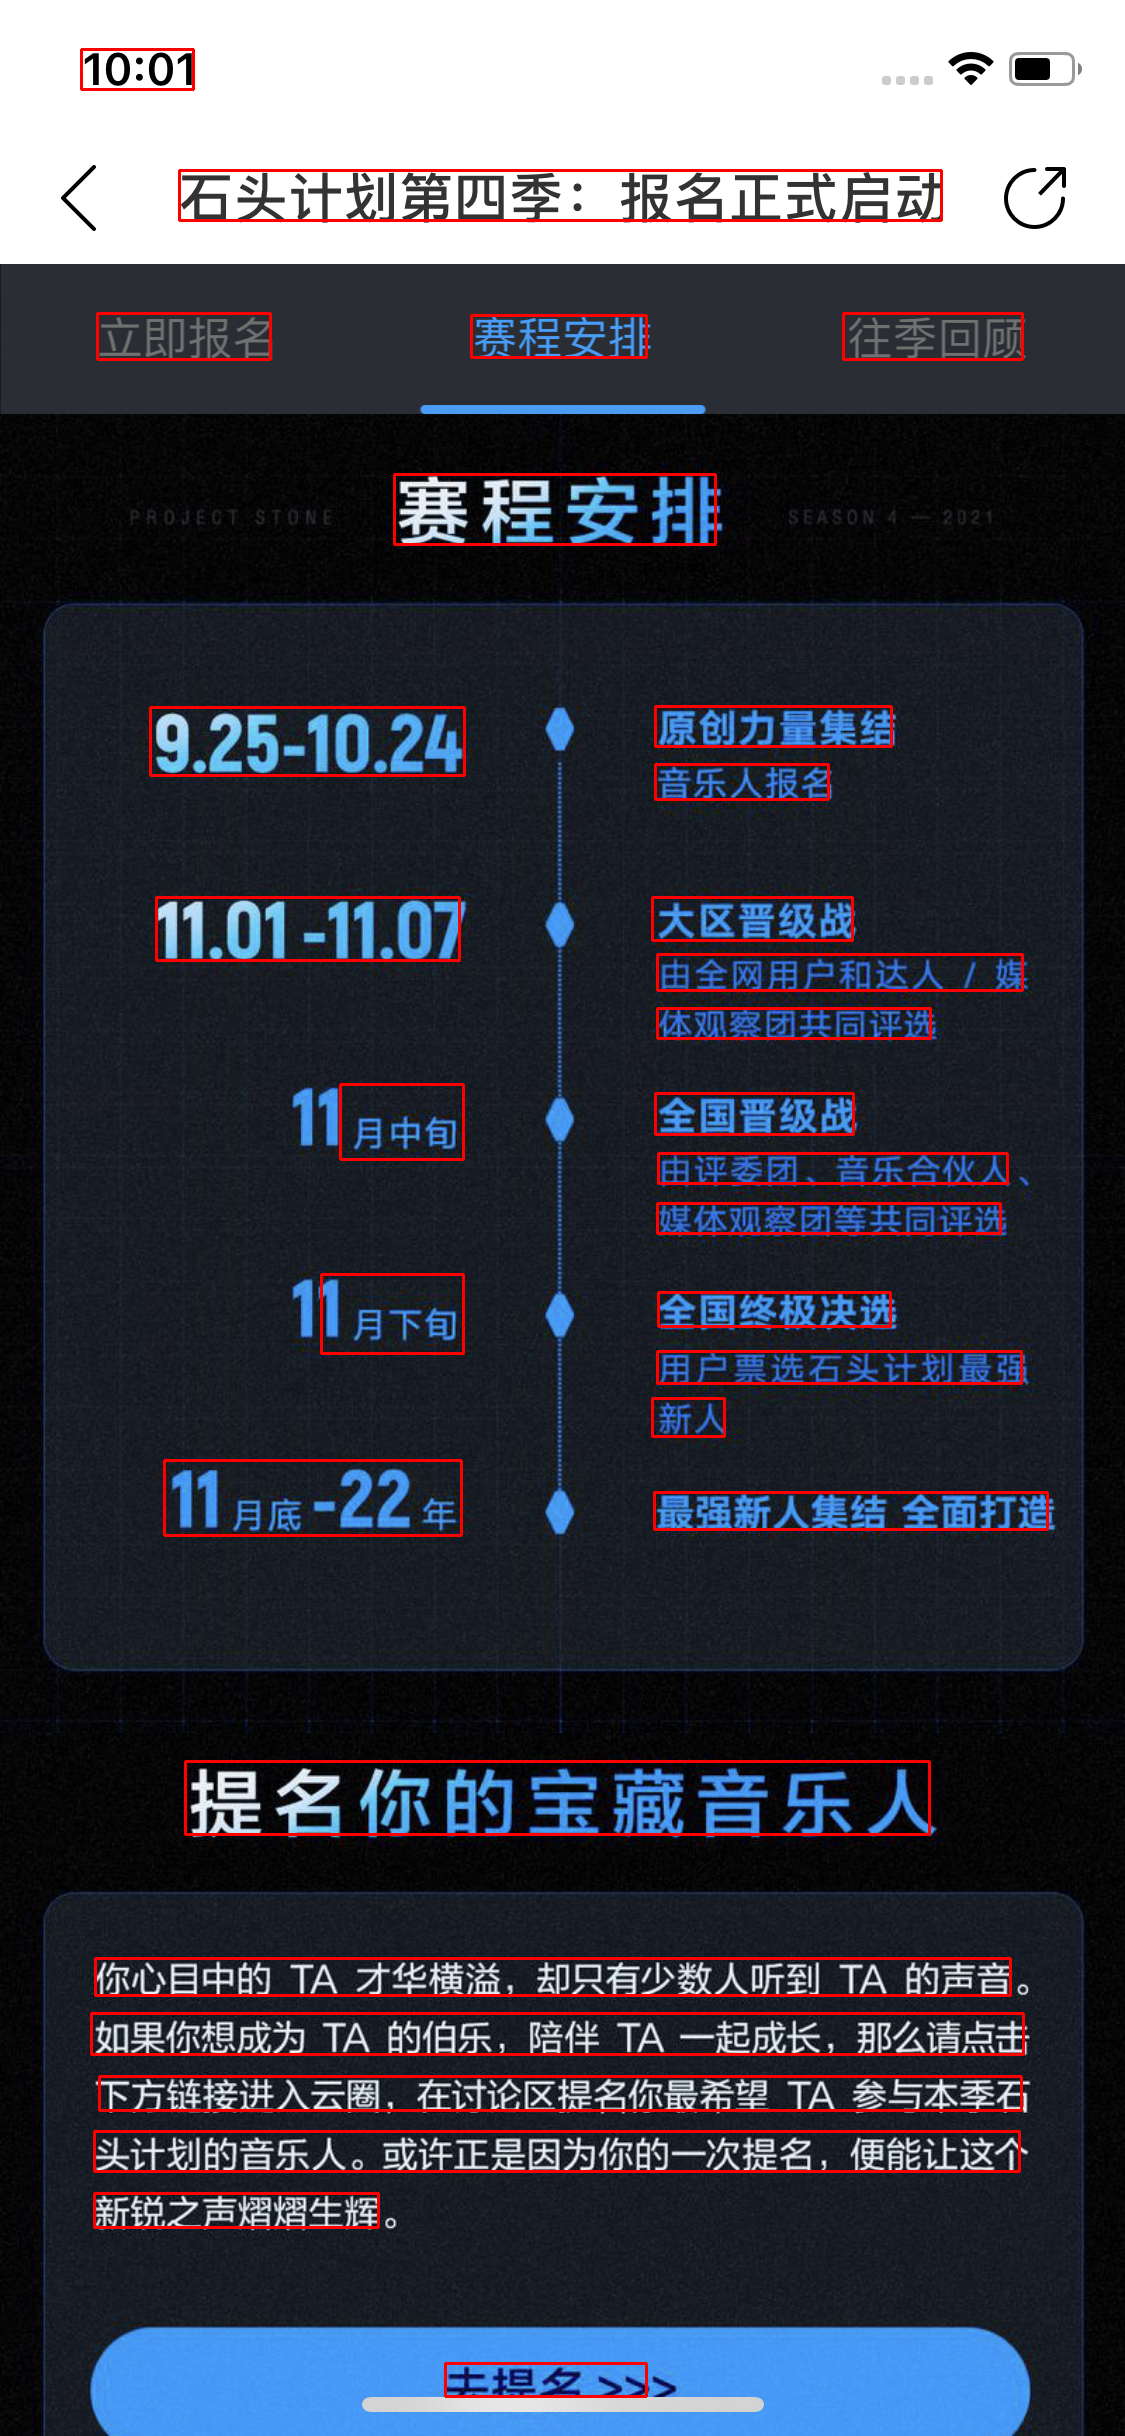 10:01
石头计划第四季：报名正式启动
立即报名 赛程安排 往季回顾
PROJECT STONE 赛程安排 SEASON 4 — 2021
9.25-10.24 原创力量集结
音乐人报名
11.01-11.07 大区晋级战
由全网用户和达人 / 媒
体观察团共同评选
11月中旬 全国晋级战
由评委团、音乐合伙人、
媒体观察团等共同评选
11月下旬 全国终极决选
用户票选石头计划最强
新人
11月底-22年 最强新人集结 全面打造
提名你的宝藏音乐人
你心目中的 TA 才华横溢，却只有少数人听到 TA 的声音。
如果你想成为 TA 的伯乐，陪伴 TA 一起成长，那么请点击
下方链接进入云圈，在讨论区提名你最希望 TA 参与本季石
头计划的音乐人。或许正是因为你的一次提名，便能让这个
新锐之声熠熠生辉。
去提名 >>>